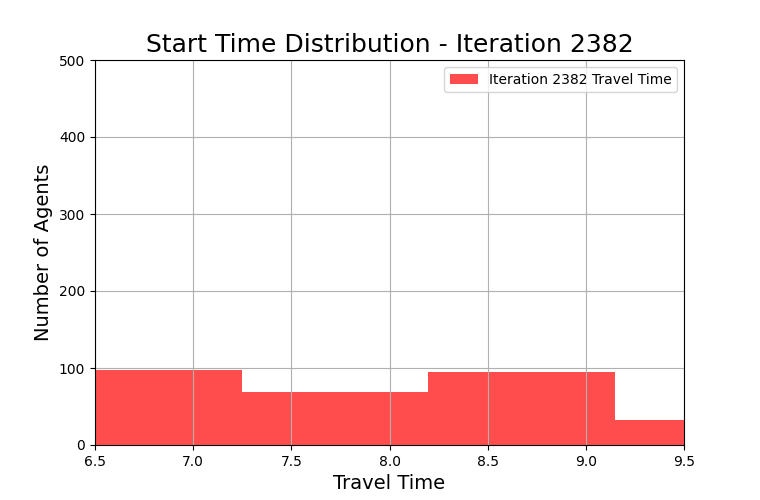 Start Time Distribution - Iteration 2382
Iteration 2382 Travel Time
Number of Agents
500
400
300
200
100
0
6.5 7.0 7.5 8.0 8.5 9.0 9.5
Travel Time